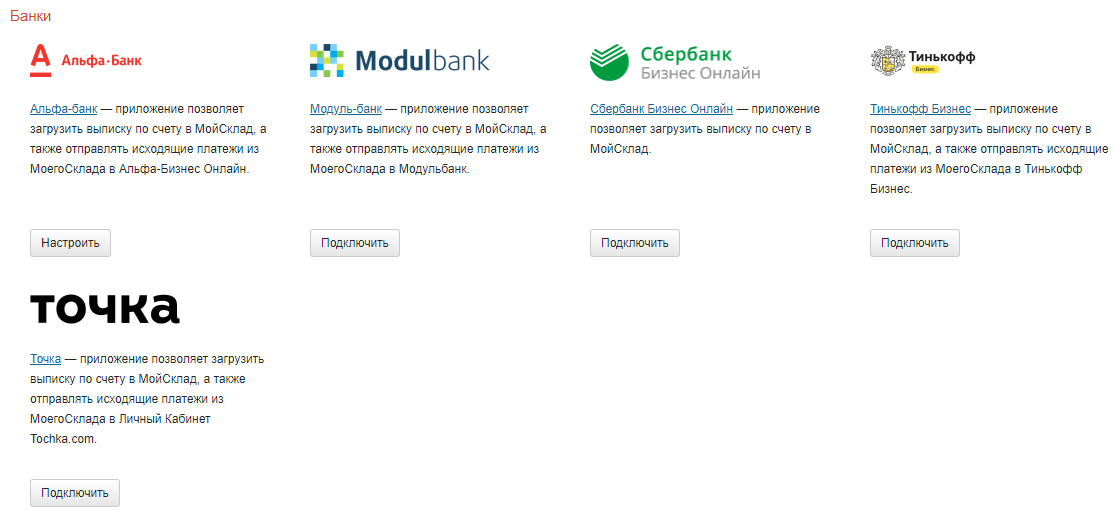 Банки
Альфа·Банк
Modulbank
Сбербанк
Бизнес Онлайн
Тинькофф
Бизнес
Альфа-банк — приложение позволяет
загрузить выписку по счету в МойСклад, а
также отправлять исходящие платежи из
МоегоСклада в Альфа-Бизнес Онлайн.
Модуль-банк — приложение позволяет
загрузить выписку по счету в МойСклад, а
также отправлять исходящие платежи из
МоегоСклада в Модульбанк.
Сбербанк Бизнес Онлайн — приложение
позволяет загрузить выписку по счету в
МойСклад.
Тинькофф Бизнес — приложение
позволяет загрузить выписку по счету в
МойСклад, а также отправлять исходящие
платежи из МоегоСклада в Тинькофф
Бизнес.
Настроить
Подключить
Подключить
Подключить
точка
Точка — приложение позволяет загрузить
выписку по счету в МойСклад, а также
отправлять исходящие платежи из
МоегоСклада в Личный Кабинет
Tochka.com.
Подключить